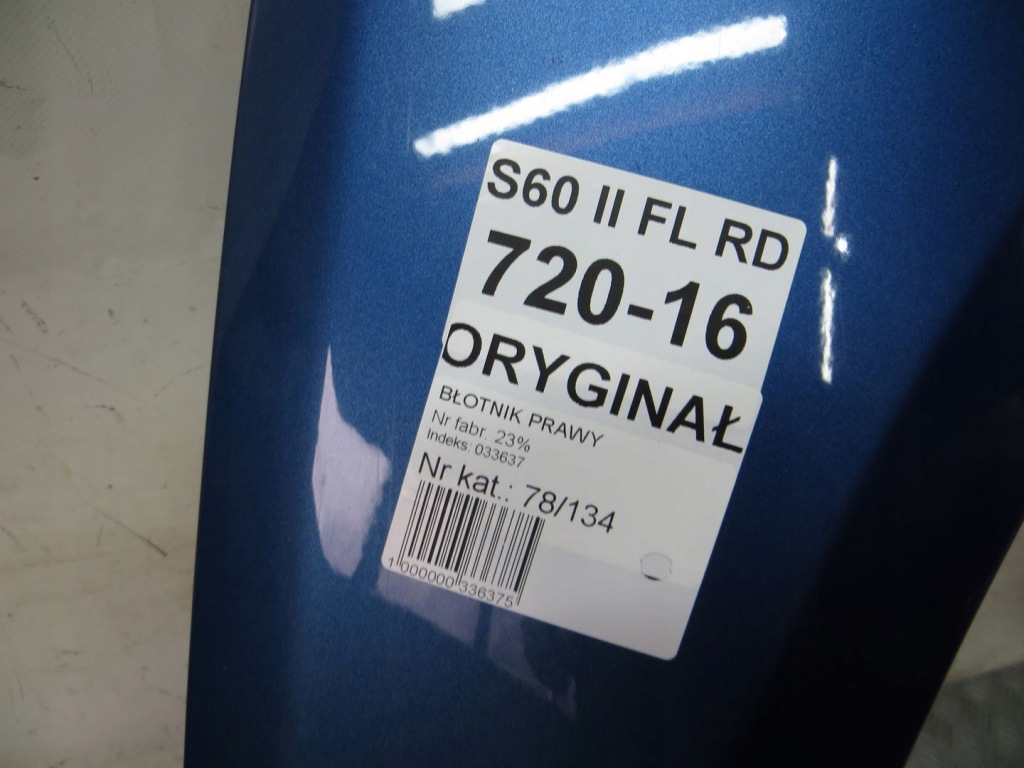 S60 II FL RD
720-16
ORYGINAŁ
BŁOTNIK PRAWY
Nr fabr. 23%
Indeks: 033637
Nr kat.: 78/134
1000000336375